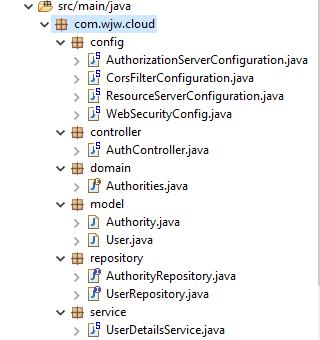 src/main/java
com.wjw.cloud
config
AuthorizationServerConfiguration.java
CorsFilterConfiguration.java
ResourceServerConfiguration.java
WebSecurityConfig.java
controller
AuthController.java
domain
Authorities.java
model
Authority.java
User.java
repository
AuthorityRepository.java
UserRepository.java
service
UserDetailsService.java